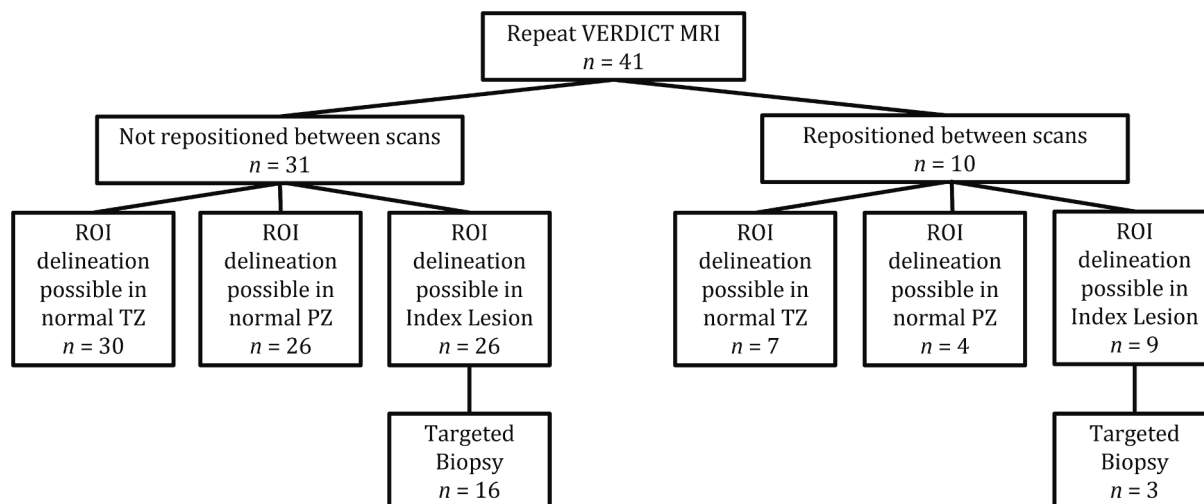 Repeat VERDICT MRI
n = 41
Not repositioned between scans
n = 31
Repositioned between scans
n = 10
ROI
delineation
possible in
normal TZ
n = 30
ROI
delineation
possible in
normal PZ
n = 26
ROI
delineation
possible in
Index Lesion
n = 26
ROI
delineation
possible in
normal TZ
n = 7
ROI
delineation
possible in
normal PZ
n = 4
ROI
delineation
possible in
Index Lesion
n = 9
Targeted
Biopsy
n = 16
Targeted
Biopsy
n = 3